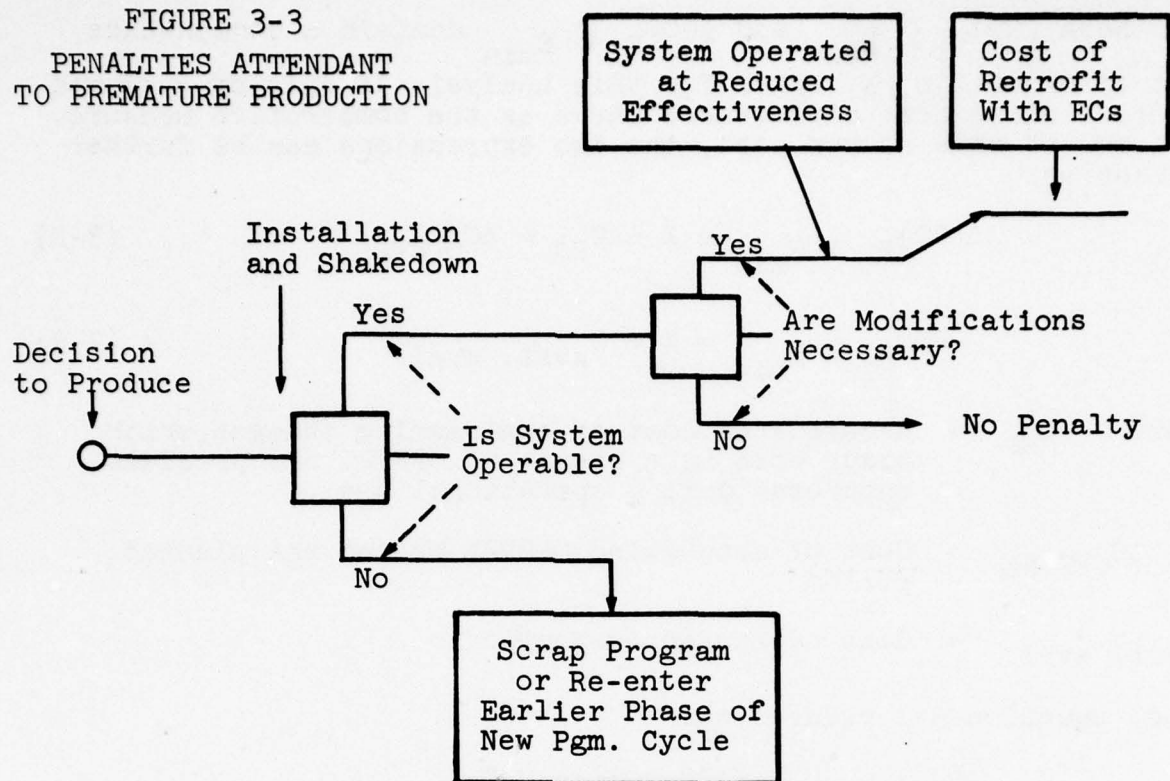 FIGURE 3-3
PENALTIES ATTENDANT
TO PREMATURE PRODUCTION
System Operated
at Reduced
Effectiveness
Cost of
Retrofit
With ECs
Installation
and Shakedown
Yes
Yes
Decision
to Produce
Are Modifications
Necessary?
No
No Penalty
Is System
Operable?
No
Scrap Program
or Re-enter
Earlier Phase of
New Pgm. Cycle